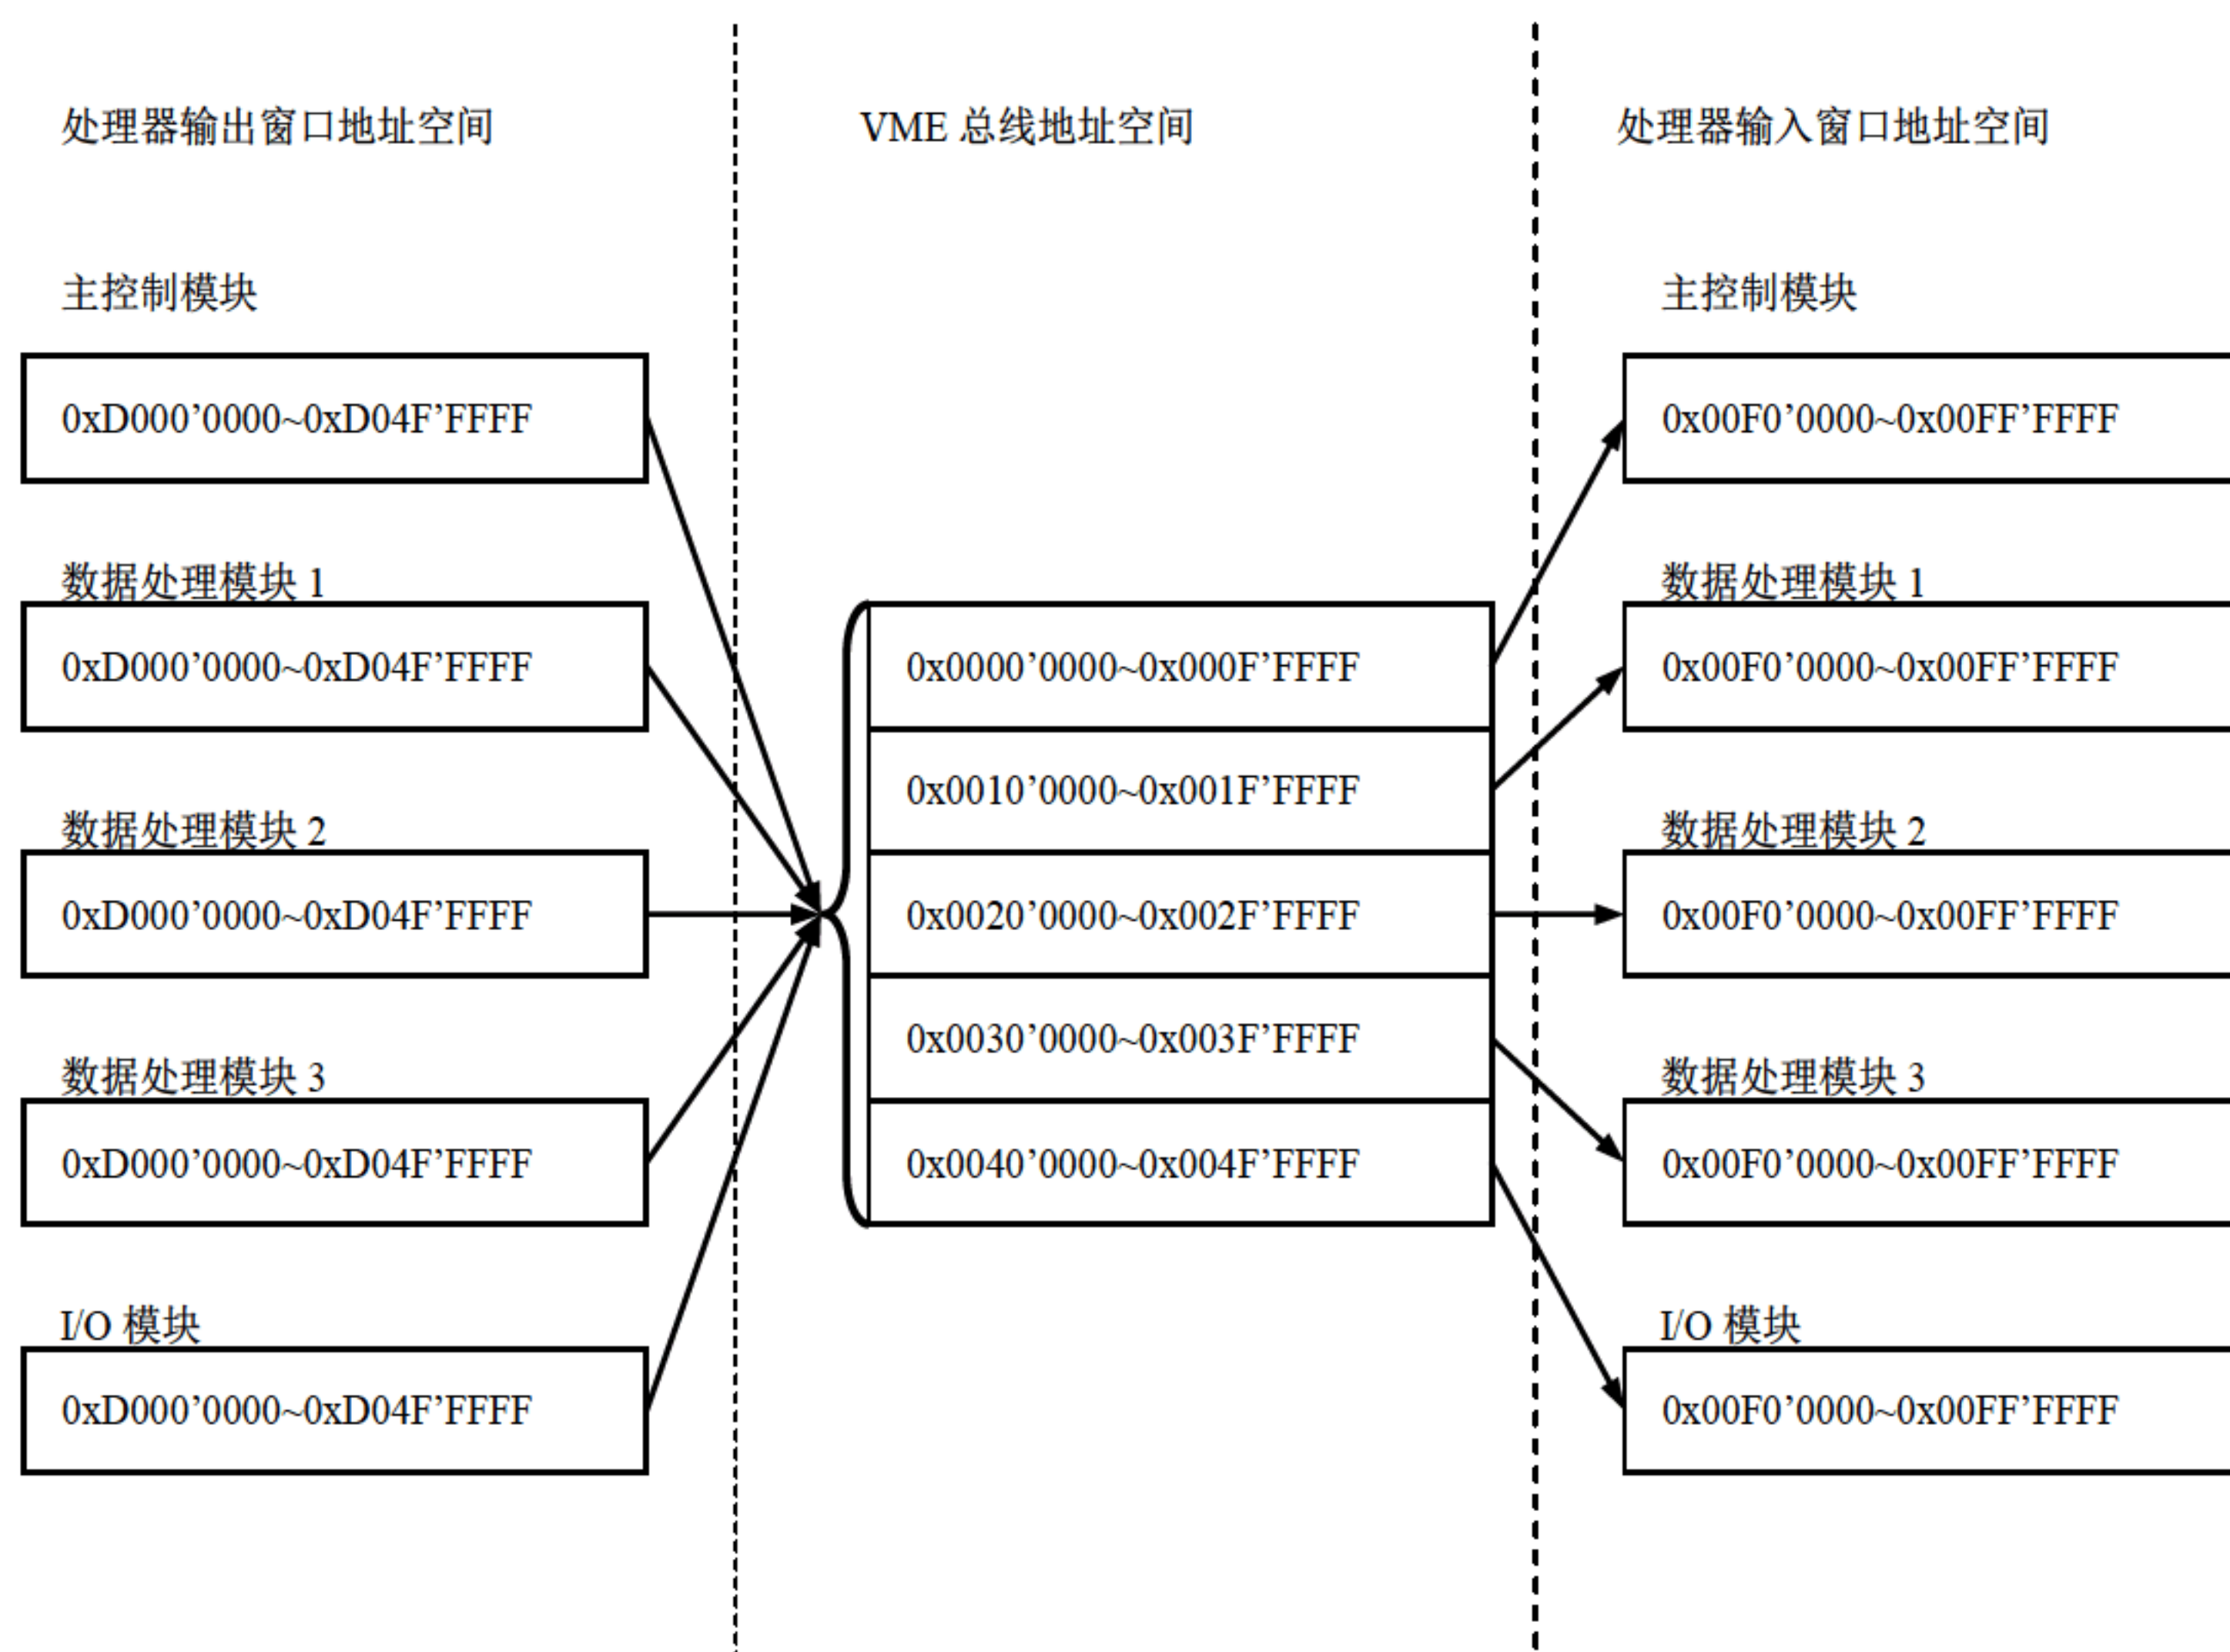 处理器输出窗口地址空间
VME 总线地址空间
处理器输入窗口地址空间
主控制模块
主控制模块
0xD000’0000~0xD04F’FFFF
0x00F0’0000~0x00FF’FFFF
数据处理模块 1
数据处理模块 1
0xD000’0000~0xD04F’FFFF
0x0000’0000~0x000F’FFFF
0x00F0’0000~0x00FF’FFFF
0x0010’0000~0x001F’FFFF
数据处理模块 2
数据处理模块 2
0xD000’0000~0xD04F’FFFF
0x0020’0000~0x002F’FFFF
0x00F0’0000~0x00FF’FFFF
0x0030’0000~0x003F’FFFF
数据处理模块 3
数据处理模块 3
0xD000’0000~0xD04F’FFFF
0x0040’0000~0x004F’FFFF
0x00F0’0000~0x00FF’FFFF
I/O 模块
I/O 模块
0xD000’0000~0xD04F’FFFF
0x00F0’0000~0x00FF’FFFF